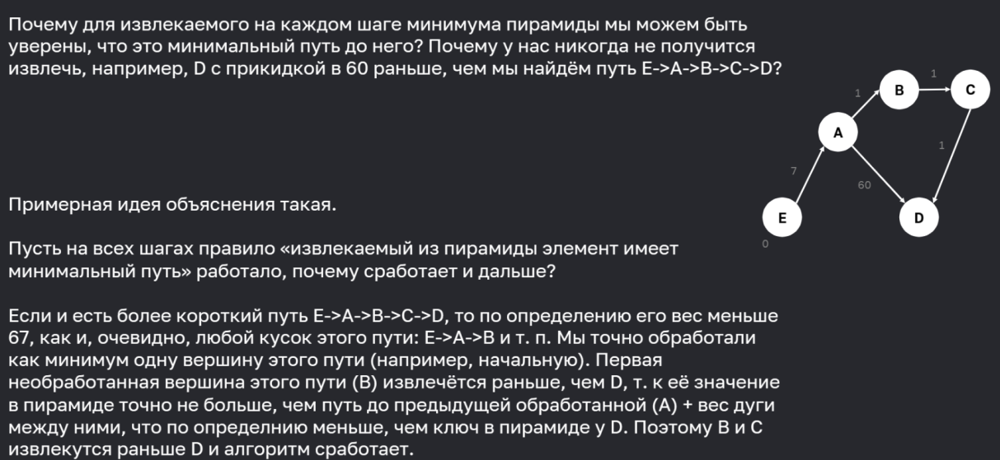 Почему для извлекаемого на каждом шаге минимума пирамиды мы можем быть
уверены, что это минимальный путь до него? Почему у нас никогда не получится
извлечь, например, D с прикидкой в 60 раньше, чем мы найдём путь E->A->B->C->D?
1
B
C
1
A
1
7
60
E
D
0
Примерная идея объяснения такая.
Пусть на всех шагах правило «извлекаемый из пирамиды элемент имеет
минимальный путь» работало, почему сработает и дальше?
Если и есть более короткий путь E->A->B->C->D, то по определению его вес меньше
67, как и, очевидно, любой кусок этого пути: E->A->B и т. п. Мы точно обработали
как минимум одну вершину этого пути (например, начальную). Первая
необработанная вершина этого пути (B) извлечётся раньше, чем D, т. к её значение
в пирамиде точно не больше, чем путь до предыдущей обработанной (A) + вес дуги
между ними, что по определнию меньше, чем ключ в пирамиде у D. Поэтому B и C
извлекутся раньше D и алгоритм сработает.